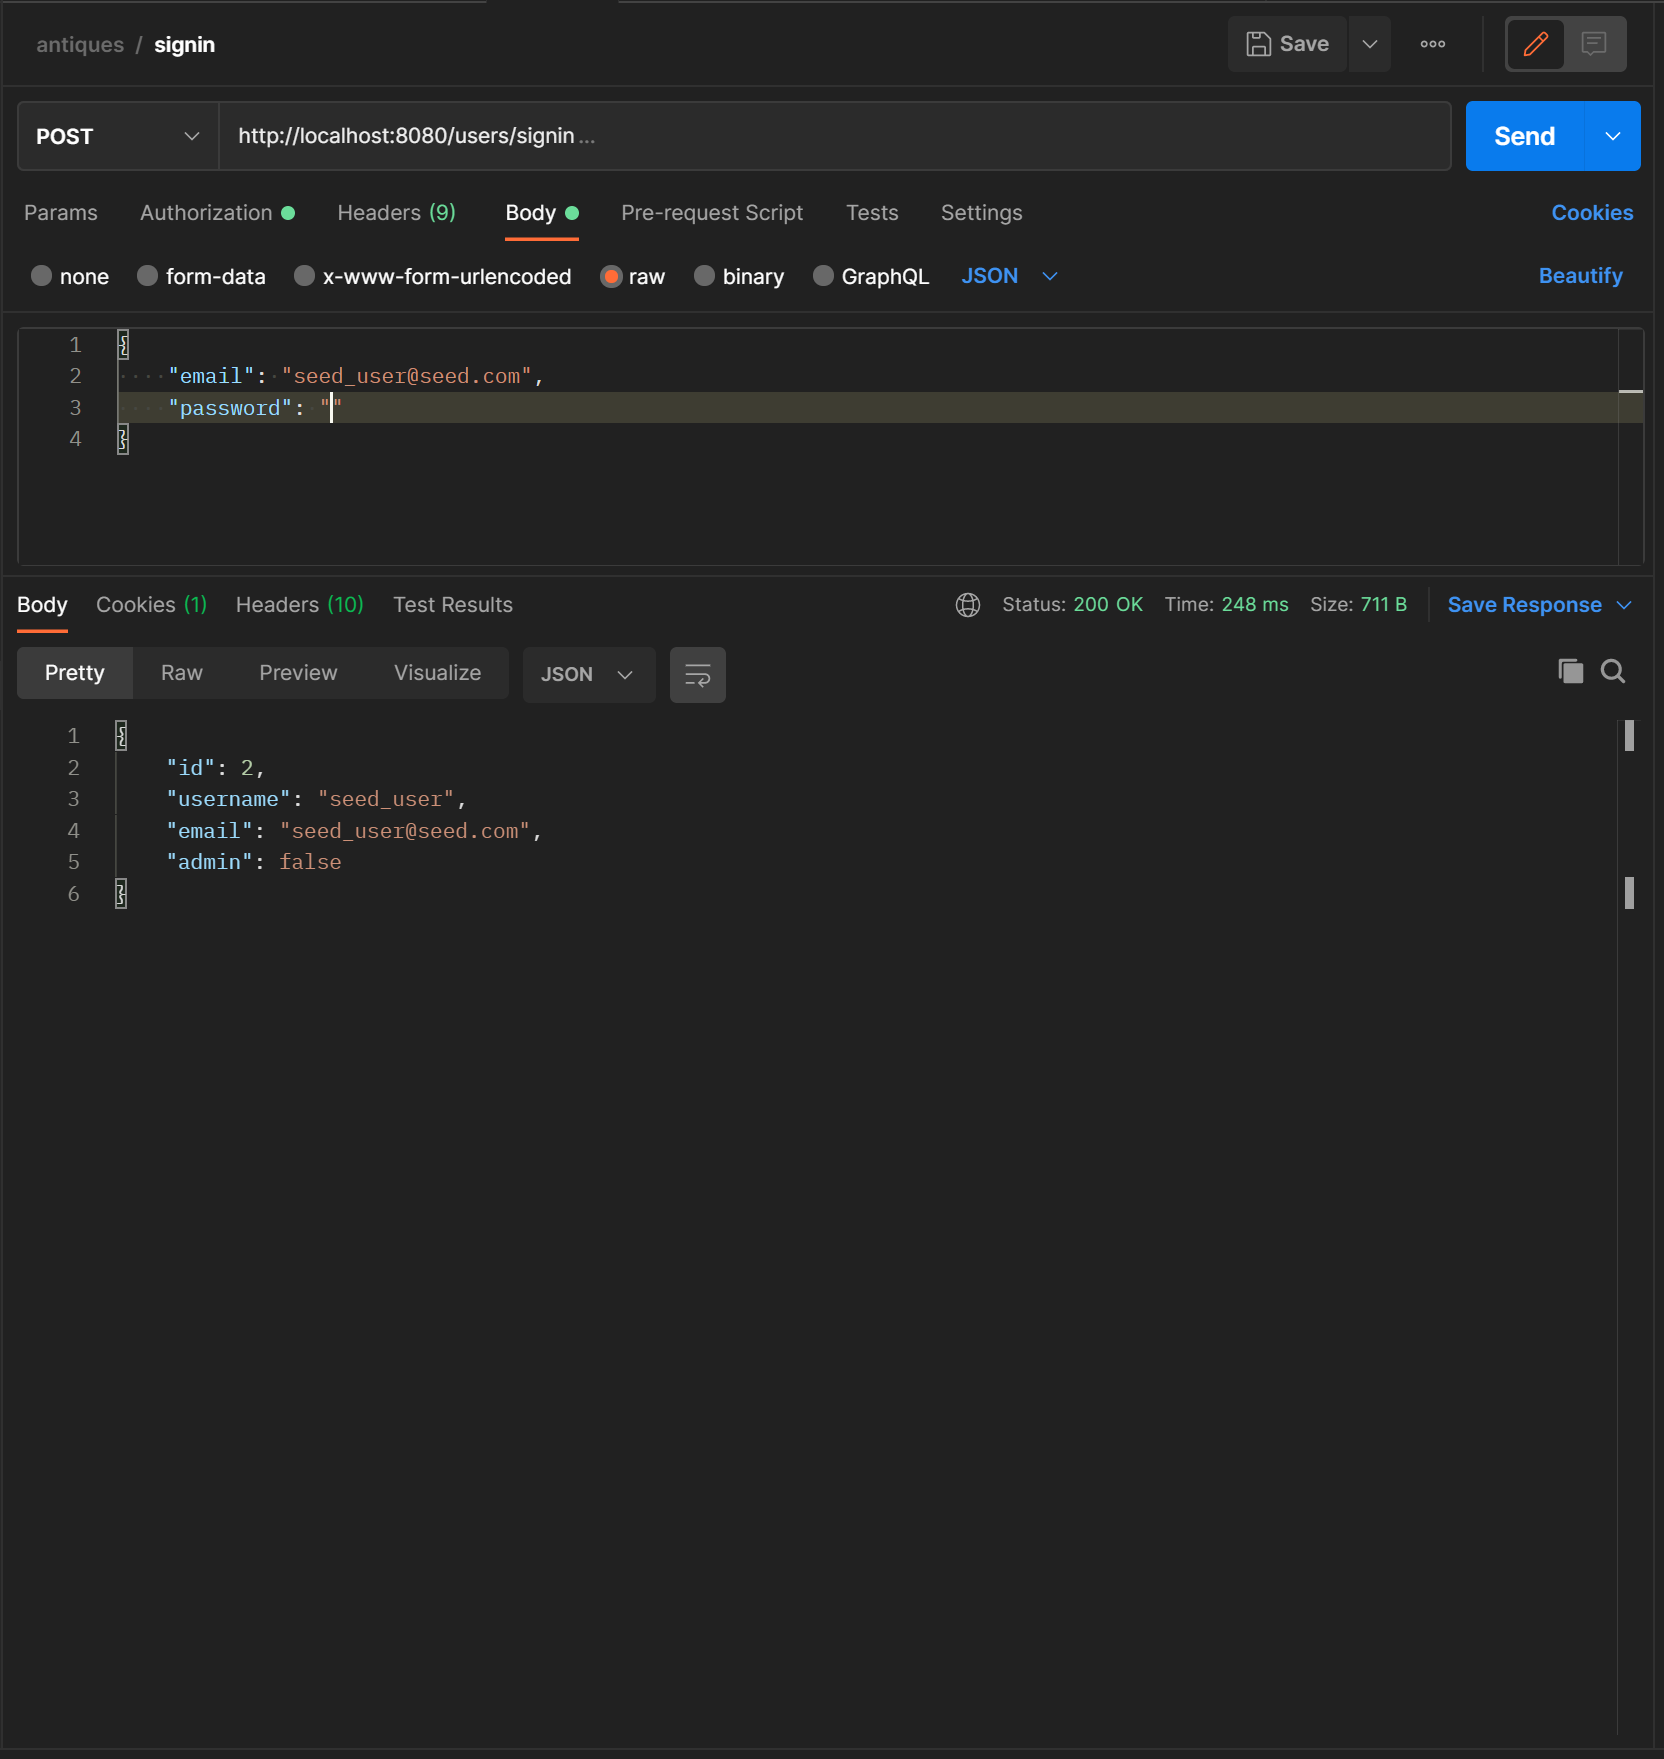 antiques / signin
Save
POST
http://localhost:8080/users/signin ...
Send
Params Authorization Headers (9) Body Pre-request Script Tests Settings Cookies
none form-data x-www-form-urlencoded raw binary GraphQL JSON Beautify
1 {
2 ····"email":·"seed_user@seed.com",
3 ····"password":·""
4 }
Body Cookies (1) Headers (10) Test Results Status: 200 OK Time: 248 ms Size: 711 B Save Response
Pretty Raw Preview Visualize JSON
1 {
2 "id": 2,
3 "username": "seed_user",
4 "email": "seed_user@seed.com",
5 "admin": false
6 }